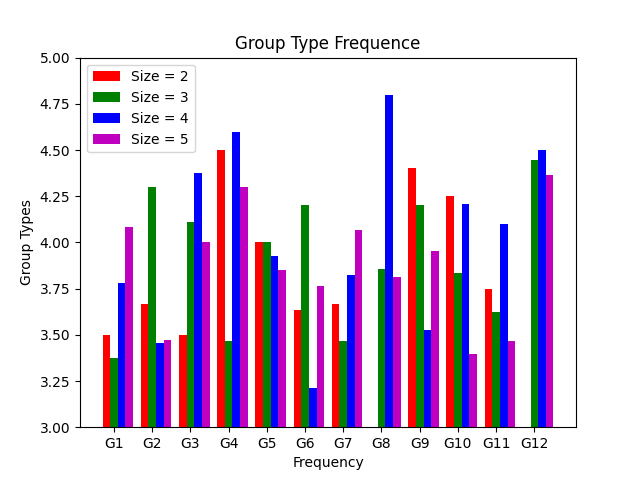 Group Type Frequence
5.00
4.75
4.50
4.25
4.00
3.75
3.50
3.25
3.00
Group Types
Size = 2
Size = 3
Size = 4
Size = 5
G1 G2 G3 G4 G5 G6 G7 G8 G9 G10 G11 G12
Frequency